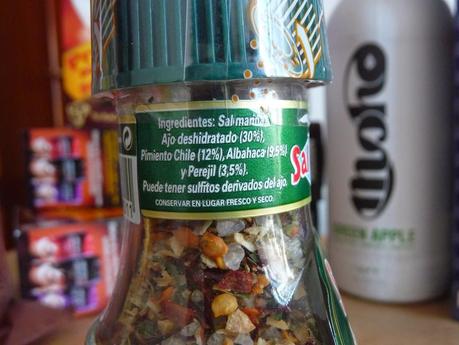 Ingredientes: Sal marina
Ajo deshidratado (30%),
Pimiento Chile (12%), Albahaca (9,5%)
y Perejil (3,5%).
Puede tener sulfitos derivados del ajo.
CONSERVAR EN LUGAR FRESCO Y SECO.
GREEN APPLE